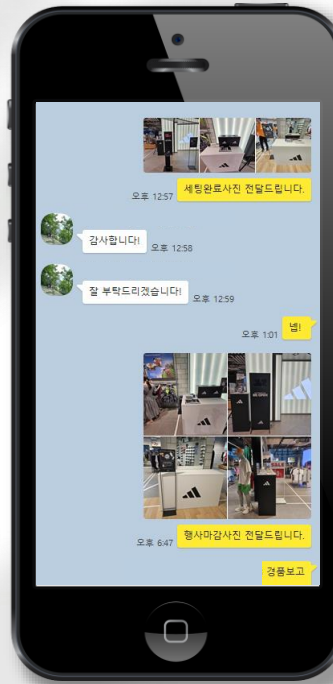 오후 12:57 세팅완료사진 전달드립니다.
감사합니다! 오후 12:58
잘 부탁드리겠습니다! 오후 12:59
오후 1:01 넵!
오후 6:47 행사마감사진 전달드립니다.
경품보고